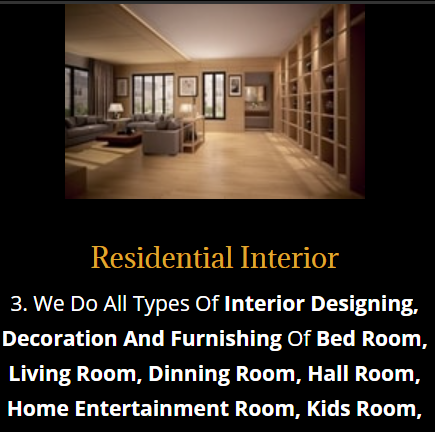 Residential Interior
3. We Do All Types Of Interior Designing,
Decoration And Furnishing Of Bed Room,
Living Room, Dinning Room, Hall Room,
Home Entertainment Room, Kids Room,